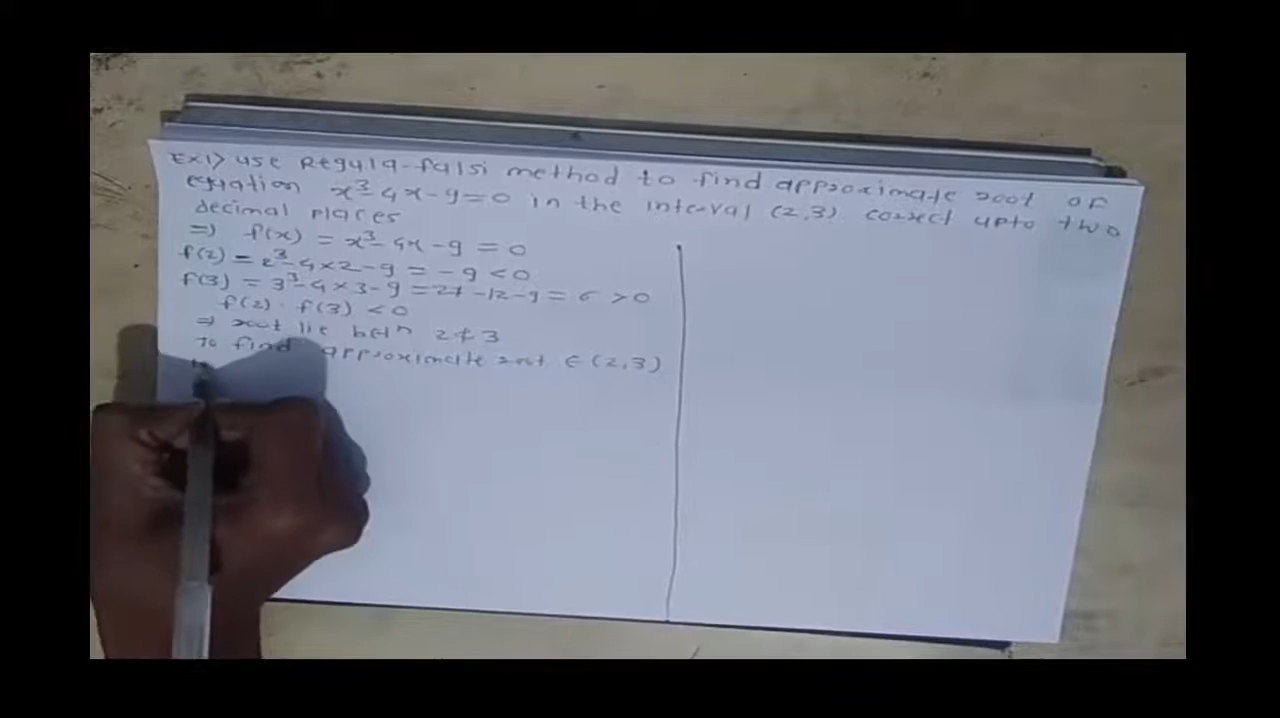 Ex1> use Regula-falsi method to find approximate root of
equation x³-4x-9=0 in the interval (2,3) correct upto two
decimal places
=> f(x) = x³-4x-9 = 0
f(2) = 2³-4×2-9 = -9 <0
f(3) = 3³-4×3-9 = 27-12-9 = 6 >0
f(2) · f(3) <0
=> root lie betⁿ 2 & 3
To find approximate root ∈ (2,3)